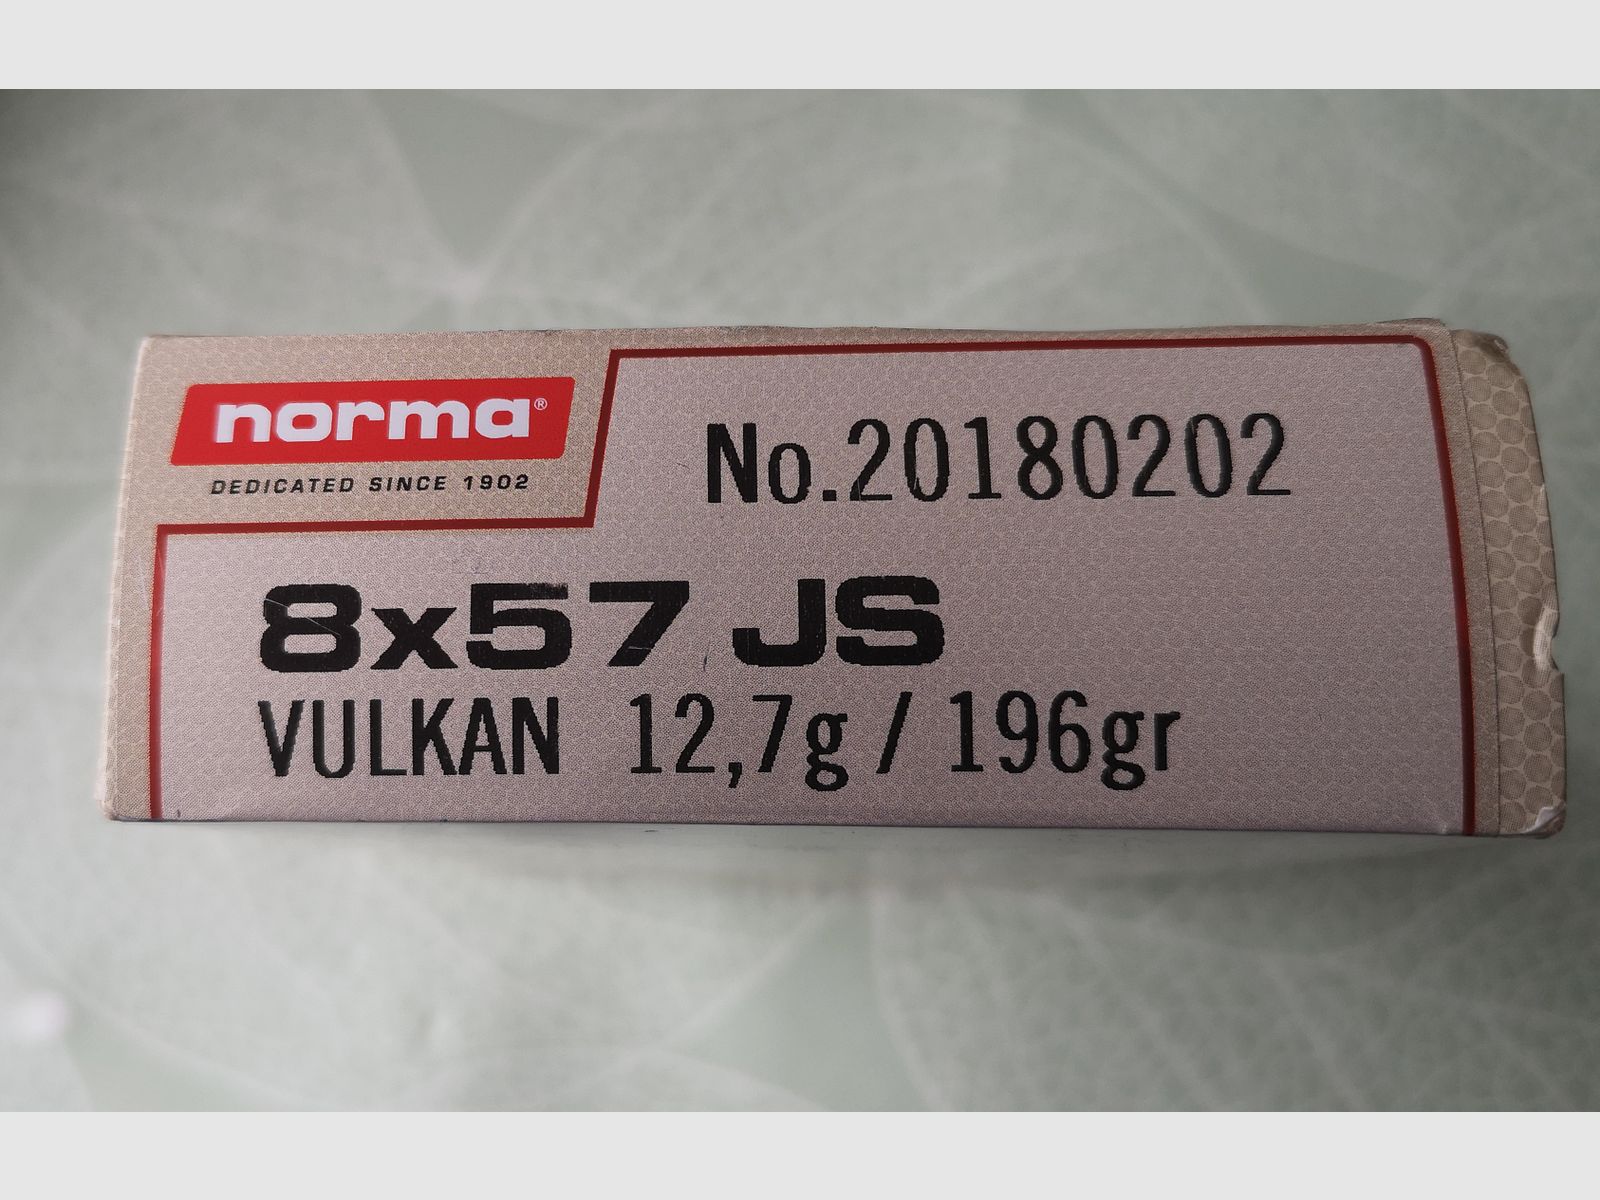 norma®
DEDICATED SINCE 1902
No.20180202
8x57 JS
VULKAN 12,7g / 196gr